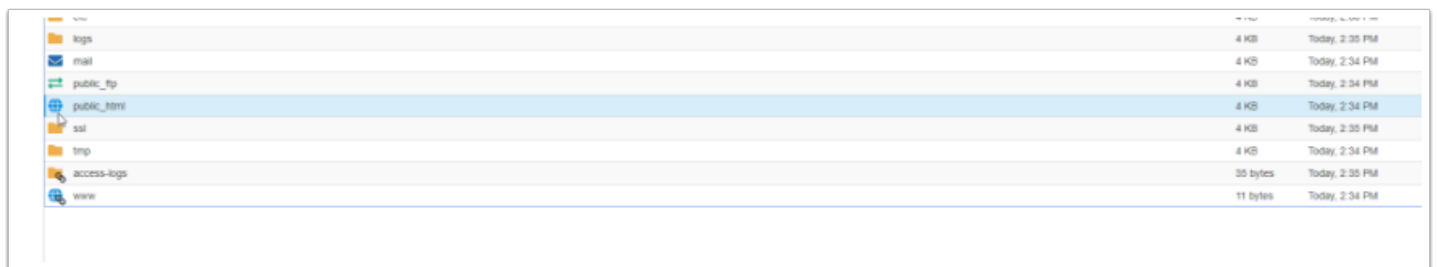 logs 4 KB Today, 2:35 PM
mail 4 KB Today, 2:34 PM
public_ftp 4 KB Today, 2:34 PM
public_html 4 KB Today, 2:34 PM
ssl 4 KB Today, 2:35 PM
tmp 4 KB Today, 2:34 PM
access-logs 35 bytes Today, 2:35 PM
www 11 bytes Today, 2:34 PM